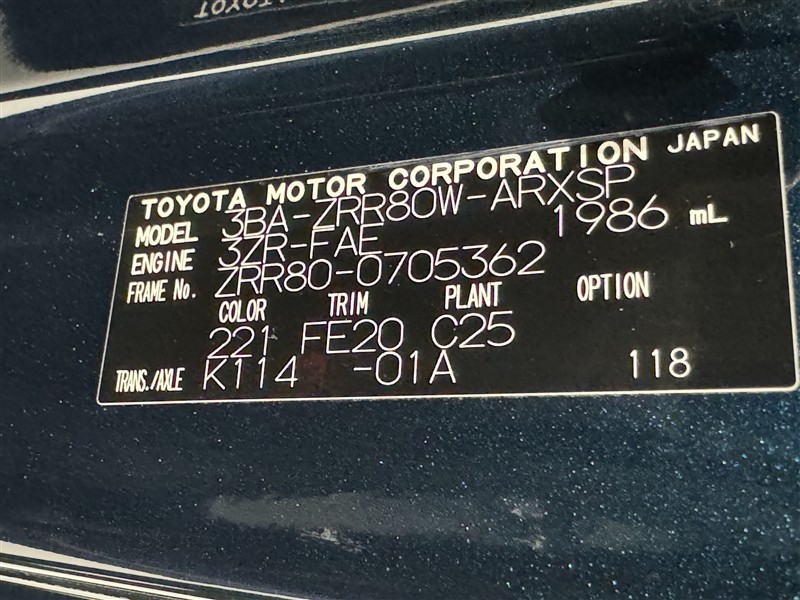 TOYOTA MOTOR CORPORATION JAPAN
MODEL 3BA-ZRR80W-ARXSP
ENGINE 3ZR-FAE 1986 mL
FRAME No. ZRR80-0705362
COLOR TRIM PLANT OPTION
221 FE20 C25
TRANS./AXLE K114 -01A 118